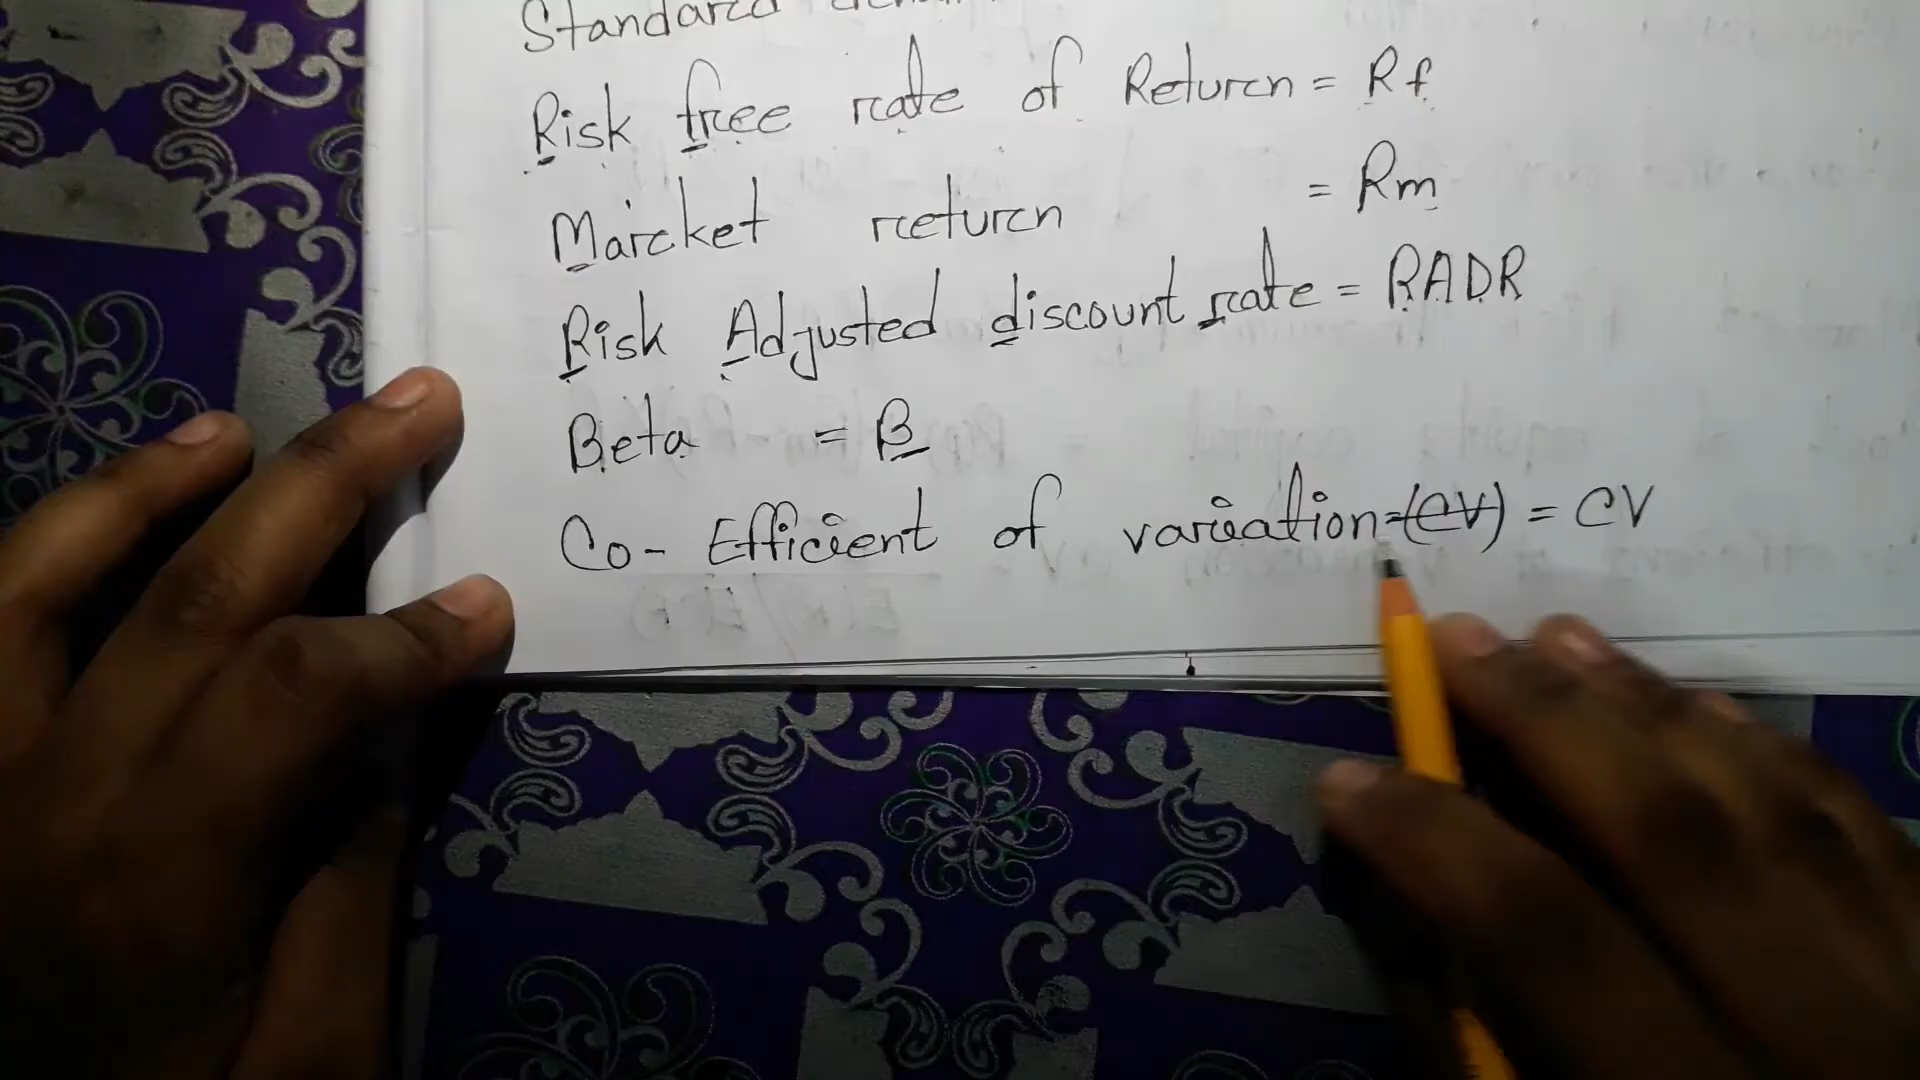 Standard
Risk free rate of Return = Rf
Market return = Rm
Risk Adjusted discount rate = RADR
Beta = β
Co-Efficient of variation =(CV) = CV